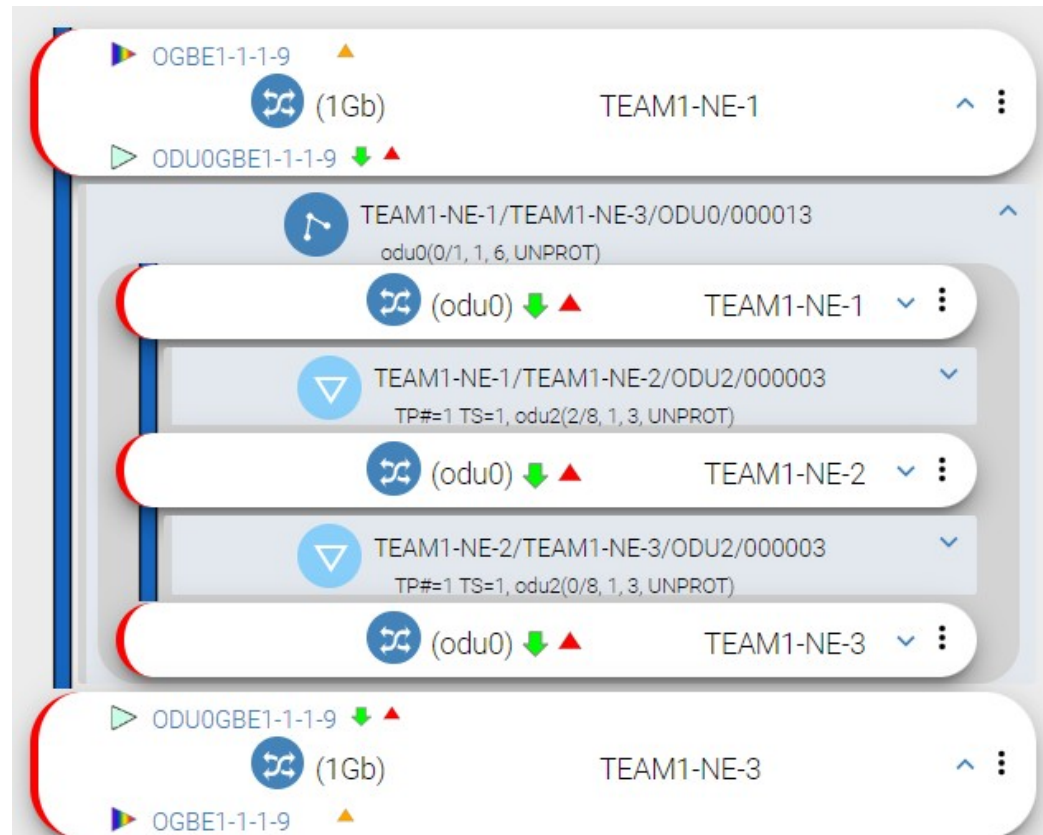 OGBE1-1-1-9
(1Gb) TEAM1-NE-1
ODU0GBE1-1-1-9
TEAM1-NE-1/TEAM1-NE-3/ODU0/000013
odu0(0/1, 1, 6, UNPROT)
(odu0) TEAM1-NE-1
TEAM1-NE-1/TEAM1-NE-2/ODU2/000003
TP#=1 TS=1, odu2(2/8, 1, 3, UNPROT)
(odu0) TEAM1-NE-2
TEAM1-NE-2/TEAM1-NE-3/ODU2/000003
TP#=1 TS=1, odu2(0/8, 1, 3, UNPROT)
(odu0) TEAM1-NE-3
ODU0GBE1-1-1-9
(1Gb) TEAM1-NE-3
OGBE1-1-1-9